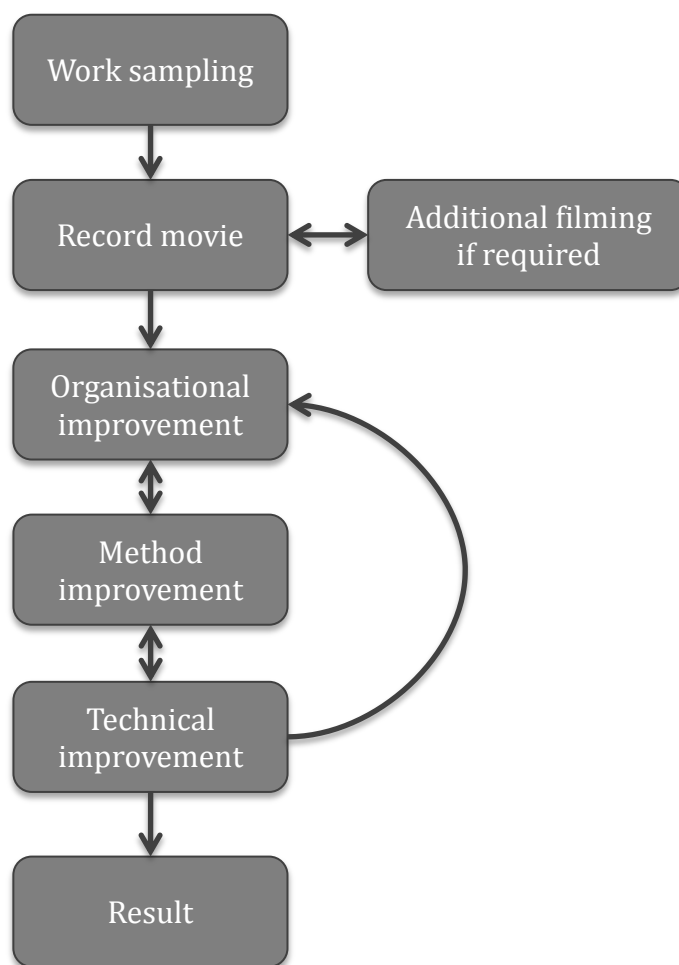 Work sampling
Record movie
Additional filming
if required
Organisational
improvement
Method
improvement
Technical
improvement
Result